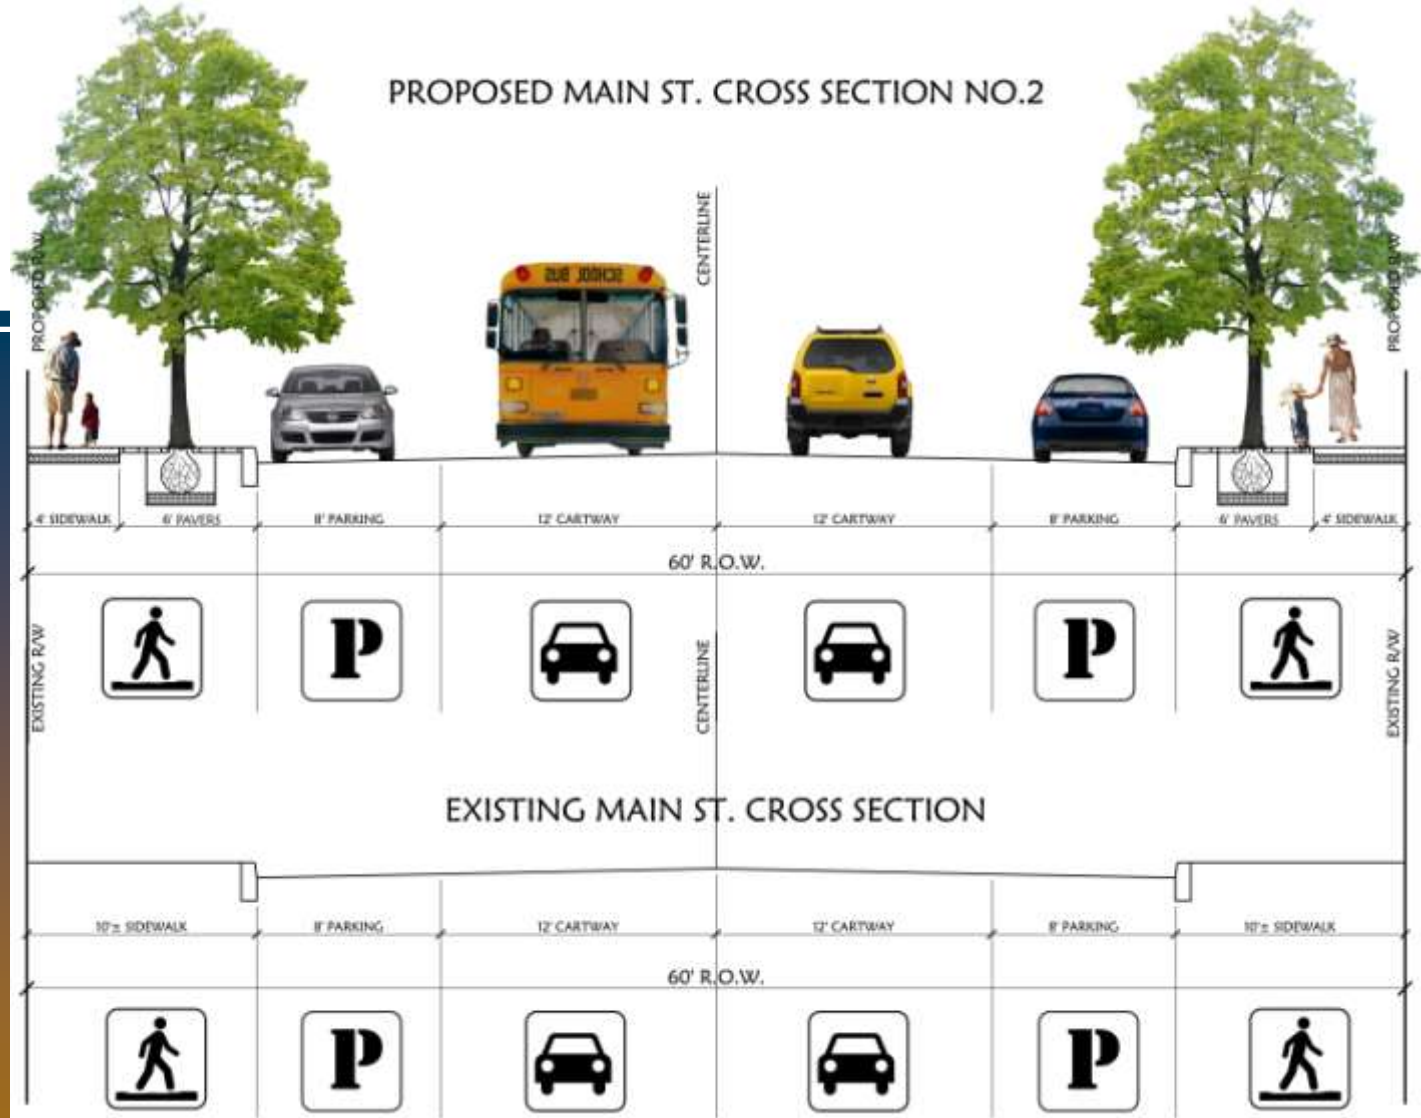 PROPOSED MAIN ST. CROSS SECTION NO.2
PROPOSED R/W
CENTERLINE
PROPOSED R/W
SCHOOL BUS
4' SIDEWALK 6' PAVERS 8' PARKING 12' CARTWAY 12' CARTWAY 8' PARKING 6' PAVERS 4' SIDEWALK
60' R.O.W.
P P
EXISTING R/W
CENTERLINE
EXISTING R/W
EXISTING MAIN ST. CROSS SECTION
10'± SIDEWALK 8' PARKING 12' CARTWAY 12' CARTWAY 8' PARKING 10'± SIDEWALK
60' R.O.W.
P P